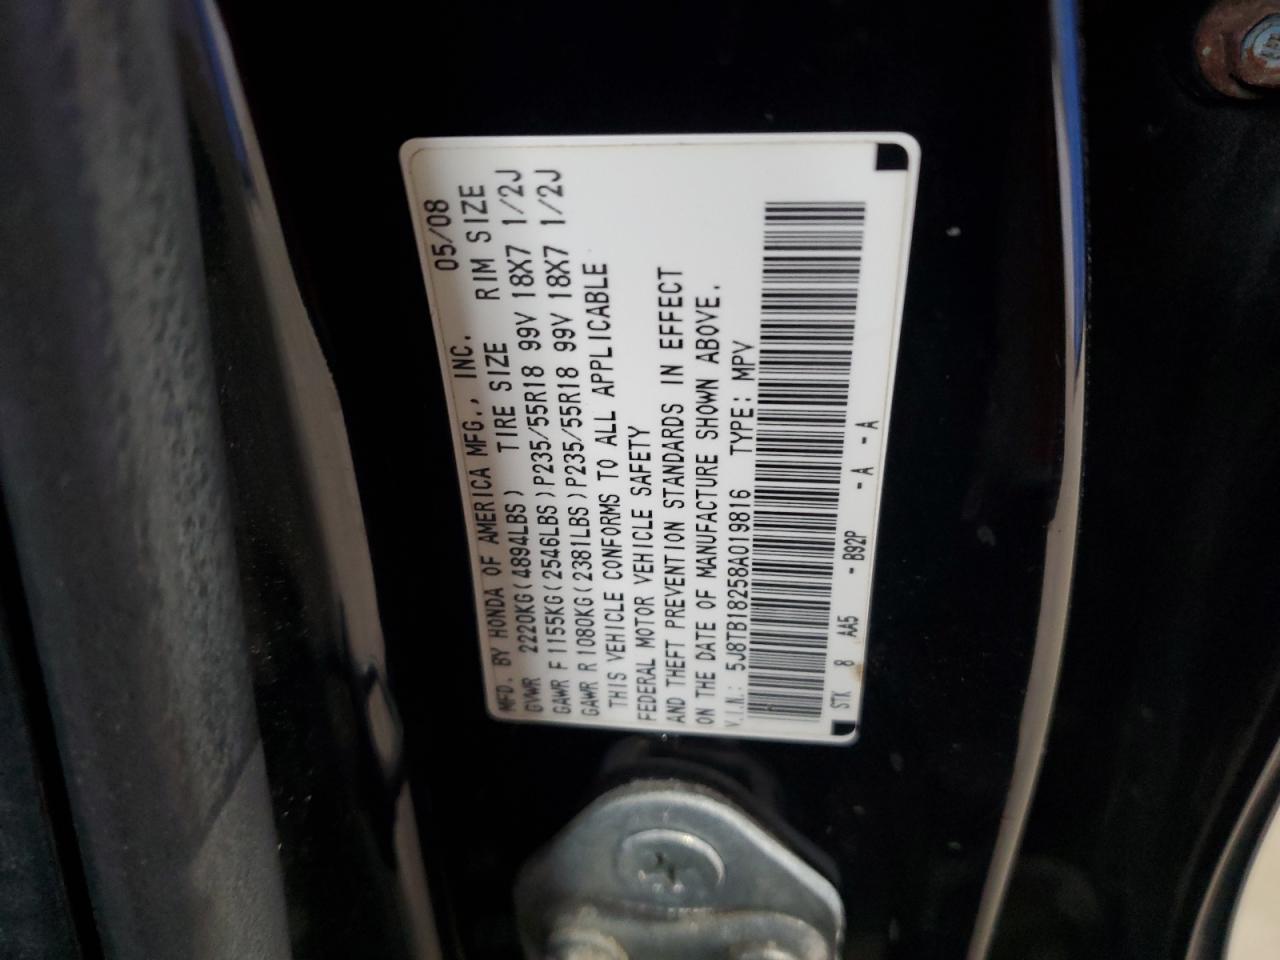 MFD. BY HONDA OF AMERICA MFG., INC. 05/08
GVWR 2220KG(4894LBS) TIRE SIZE RIM SIZE
GAWR F 1155KG(2546LBS)P235/55R18 99V 18X7 1/2J
GAWR R 1080KG(2381LBS)P235/55R18 99V 18X7 1/2J
THIS VEHICLE CONFORMS TO ALL APPLICABLE
FEDERAL MOTOR VEHICLE SAFETY
AND THEFT PREVENTION STANDARDS IN EFFECT
ON THE DATE OF MANUFACTURE SHOWN ABOVE.
V.I.N.: 5J8TB18258A019816 TYPE: MPV
STK 8 AA5 - B92P - A - A